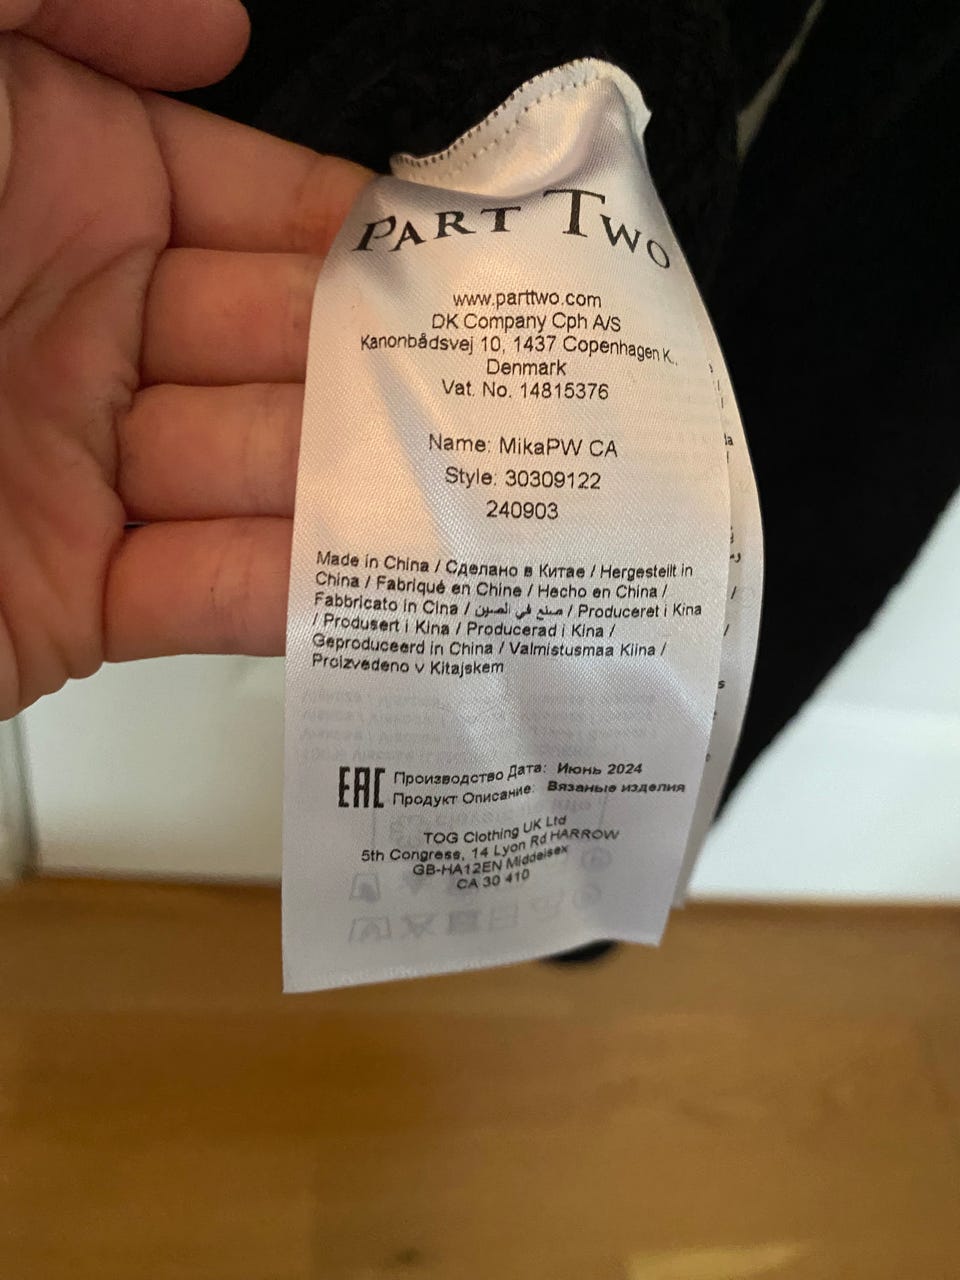 PART TWO
www.parttwo.com
DK Company Cph A/S
Kanonbådsvej 10, 1437 Copenhagen K.,
Denmark
Vat. No. 14815376
Name: MikaPW CA
Style: 30309122
240903
Made in China / Сделано в Китае / Hergestellt in
China / Fabriqué en Chine / Hecho en China /
Fabbricato in Cina / صنع في الصين / Produceret i Kina
/ Produsert i Kina / Producerad i Kina /
Geproduceerd in China / Valmistusmaa Kiina /
Proizvedeno v Kitajskem
EAC Производство Дата: Июнь 2024
Продукт Описание: Вязаные изделия
TOG Clothing UK Ltd
5th Congress, 14 Lyon Rd HARROW
GB-HA12EN Middelsex
CA 30 410